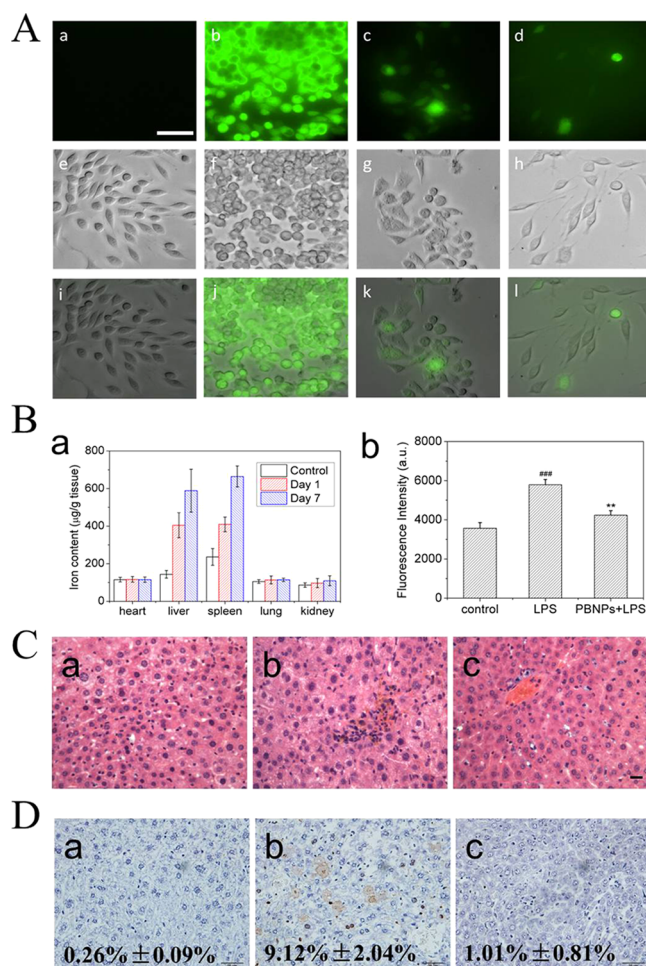 A
a b c d
e f g h
i j k l
B
a
800
600
400
200
0
Iron content (μg/g tissue)
Control
Day 1
Day 7
heart liver spleen lung kidney
b
8000
6000
4000
2000
0
Fluorescence Intensity (a.u.)
###
**
control LPS PBNPs+LPS
C
a b c
D
a b c
0.26%±0.09% 9.12%±2.04% 1.01%±0.81%